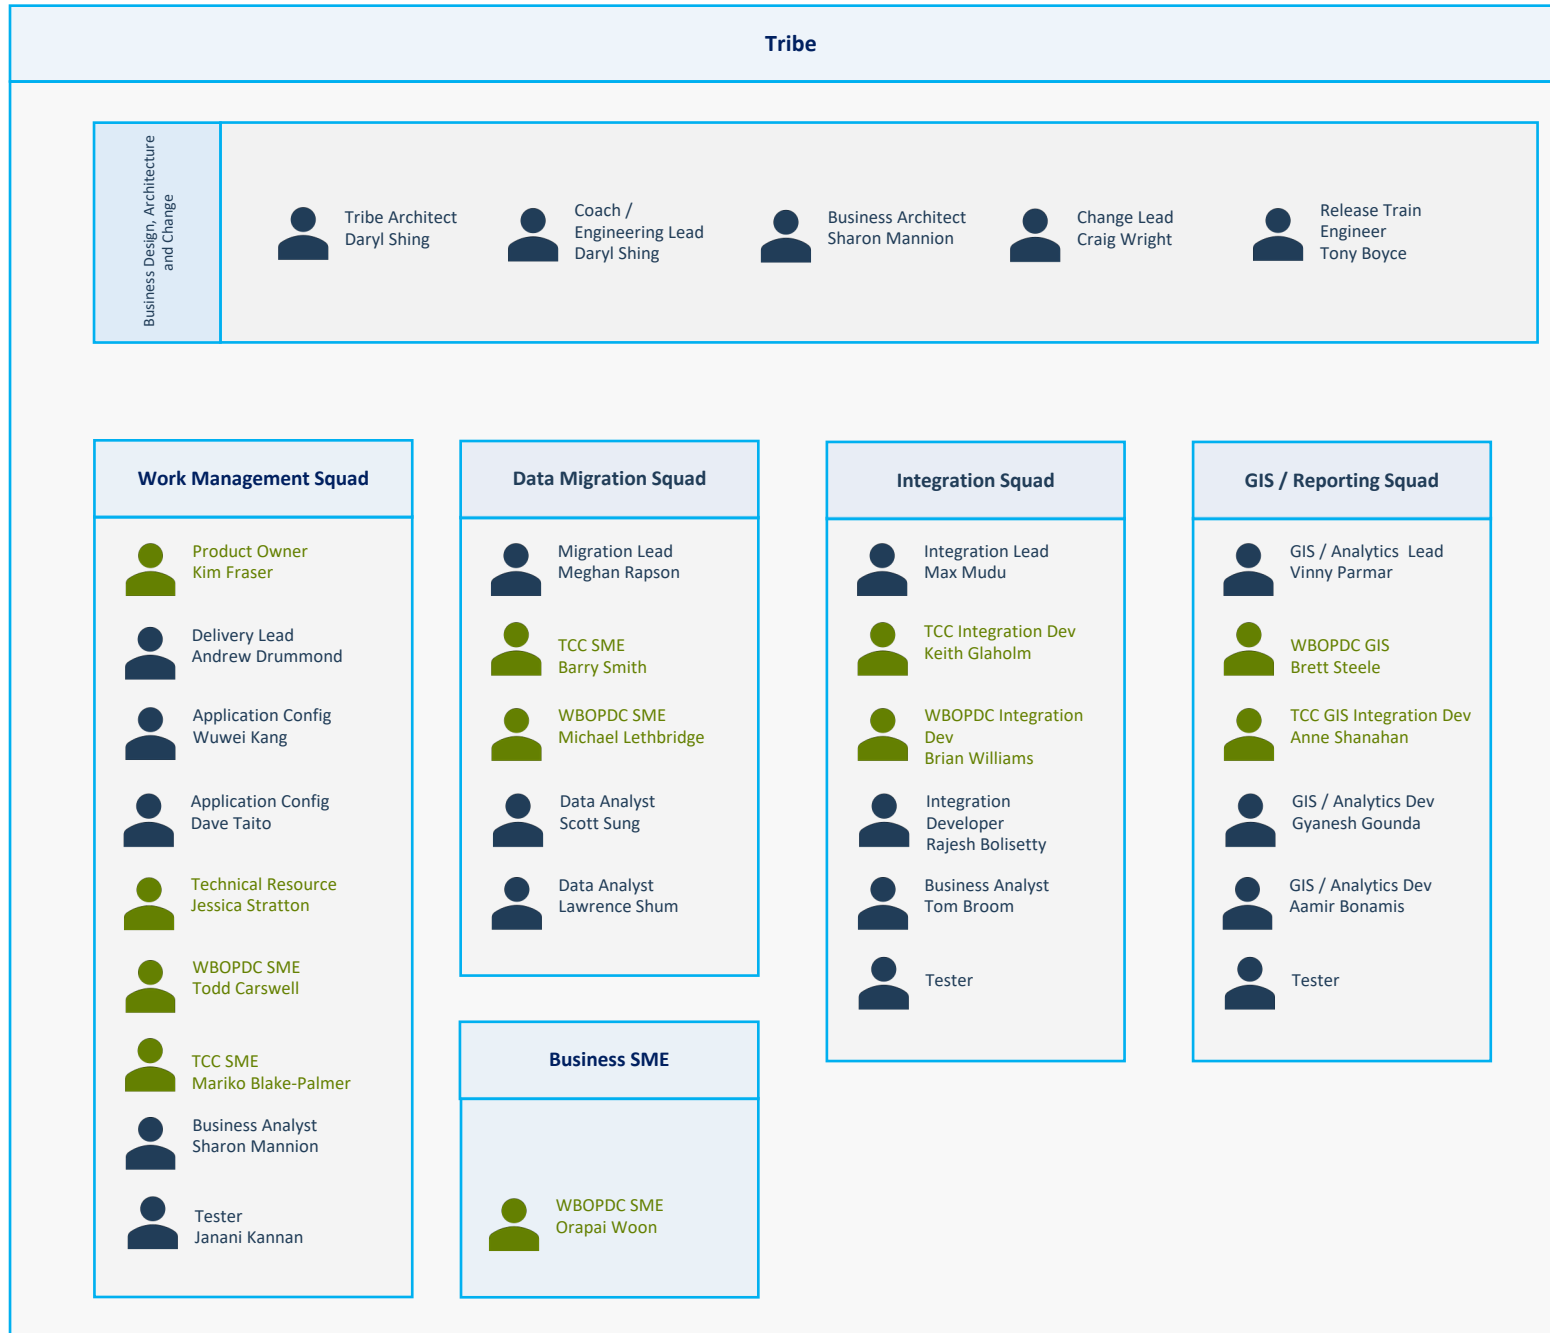 Tribe
Business Design, Architecture
and Change
Tribe Architect
Daryl Shing
Coach /
Engineering Lead
Daryl Shing
Business Architect
Sharon Mannion
Change Lead
Craig Wright
Release Train
Engineer
Tony Boyce
Work Management Squad
Product Owner
Kim Fraser
Delivery Lead
Andrew Drummond
Application Config
Wuwei Kang
Application Config
Dave Taito
Technical Resource
Jessica Stratton
WBOPDC SME
Todd Carswell
TCC SME
Mariko Blake-Palmer
Business Analyst
Sharon Mannion
Tester
Janani Kannan
Data Migration Squad
Migration Lead
Meghan Rapson
TCC SME
Barry Smith
WBOPDC SME
Michael Lethbridge
Data Analyst
Scott Sung
Data Analyst
Lawrence Shum
Business SME
WBOPDC SME
Orapai Woon
Integration Squad
Integration Lead
Max Mudu
TCC Integration Dev
Keith Glaholm
WBOPDC Integration
Dev
Brian Williams
Integration
Developer
Rajesh Bolisetty
Business Analyst
Tom Broom
Tester
GIS / Reporting Squad
GIS / Analytics  Lead
Vinny Parmar
WBOPDC GIS
Brett Steele
TCC GIS Integration Dev
Anne Shanahan
GIS / Analytics Dev
Gyanesh Gounda
GIS / Analytics Dev
Aamir Bonamis
Tester